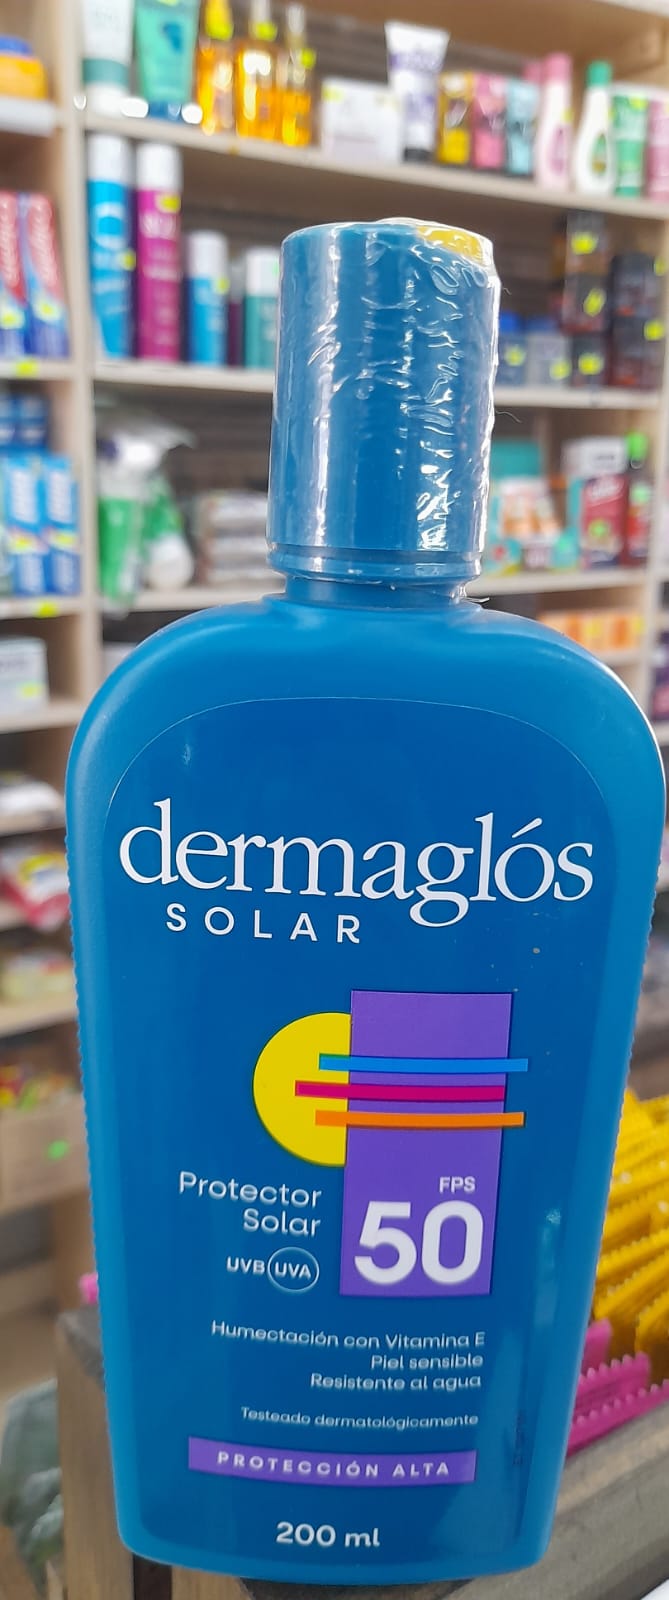 dermaglós
SOLAR
Protector
Solar
UVB UVA
FPS
50
Humectación con Vitamina E
Piel sensible
Resistente al agua
Testeado dermatológicamente
PROTECCIÓN ALTA
200 ml